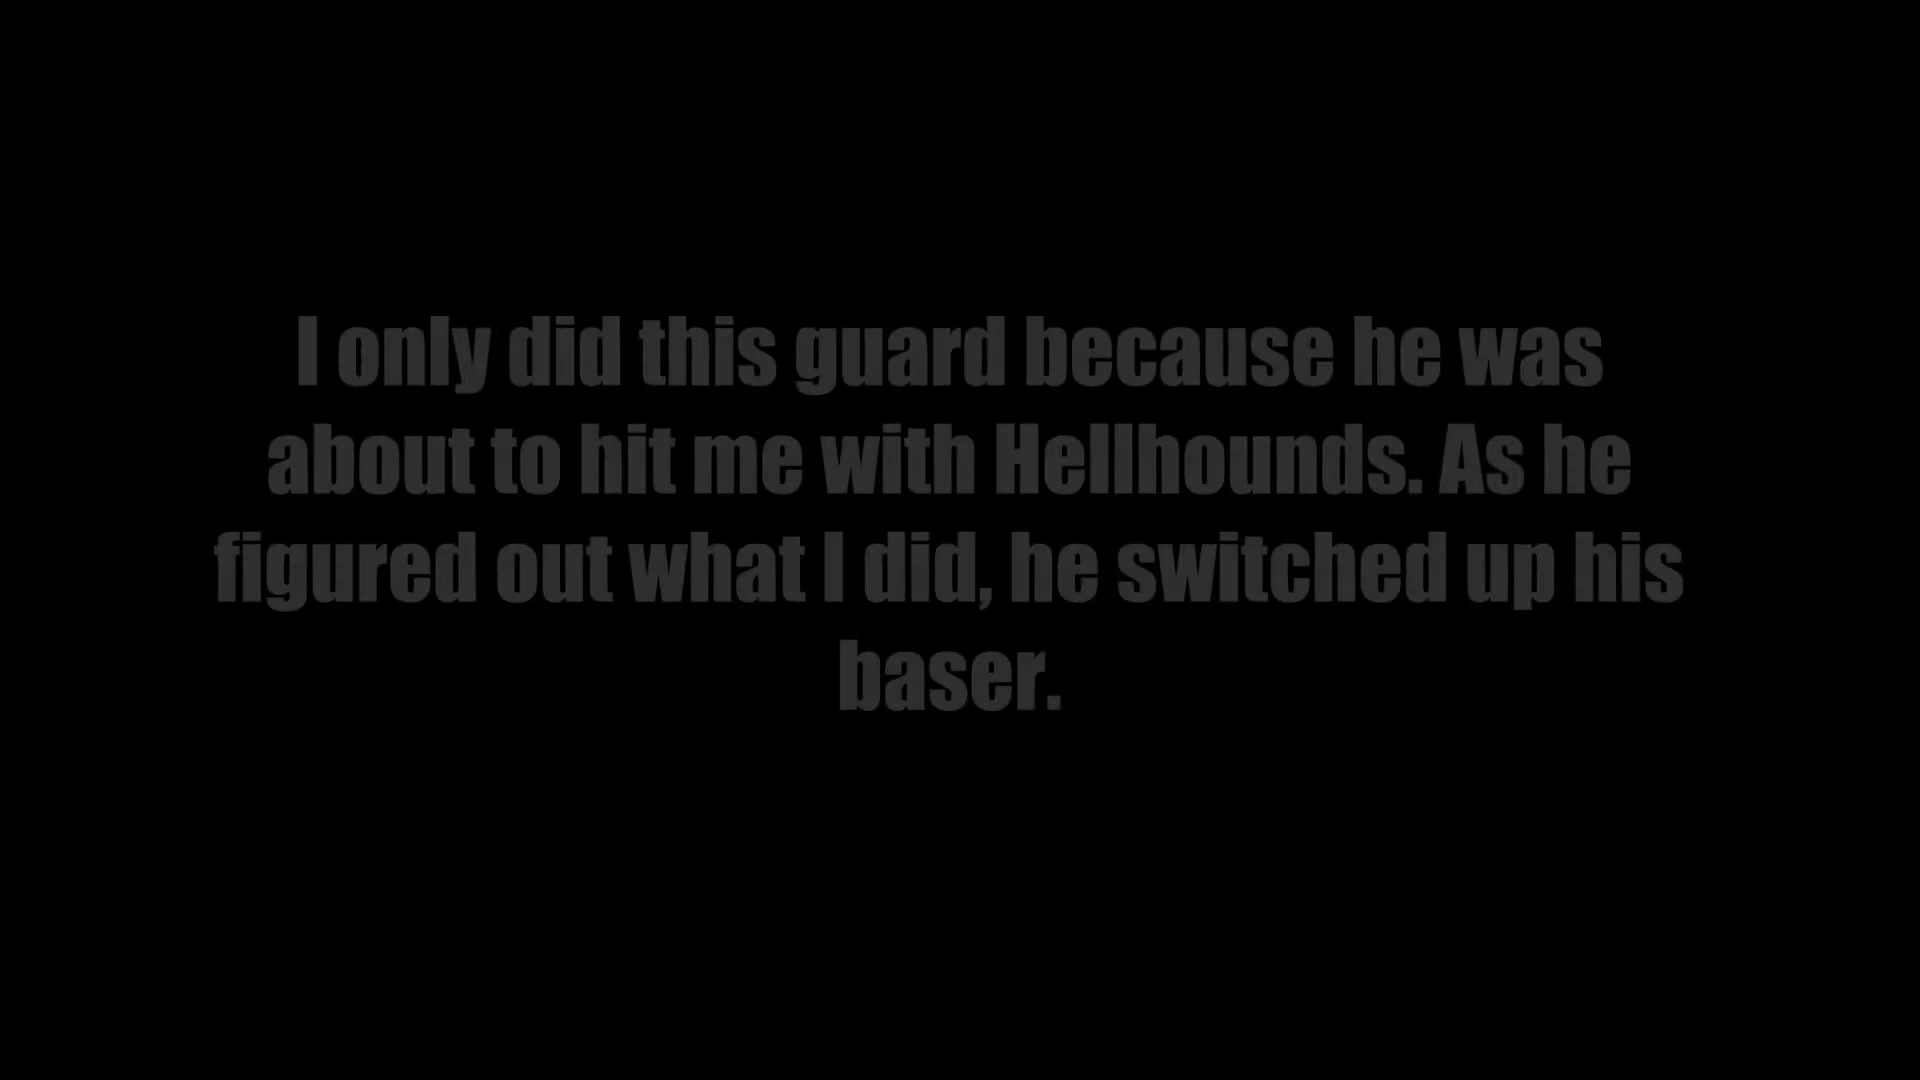 I only did this guard because he was
about to hit me with Hellhounds. As he
figured out what I did, he switched up his
baser.